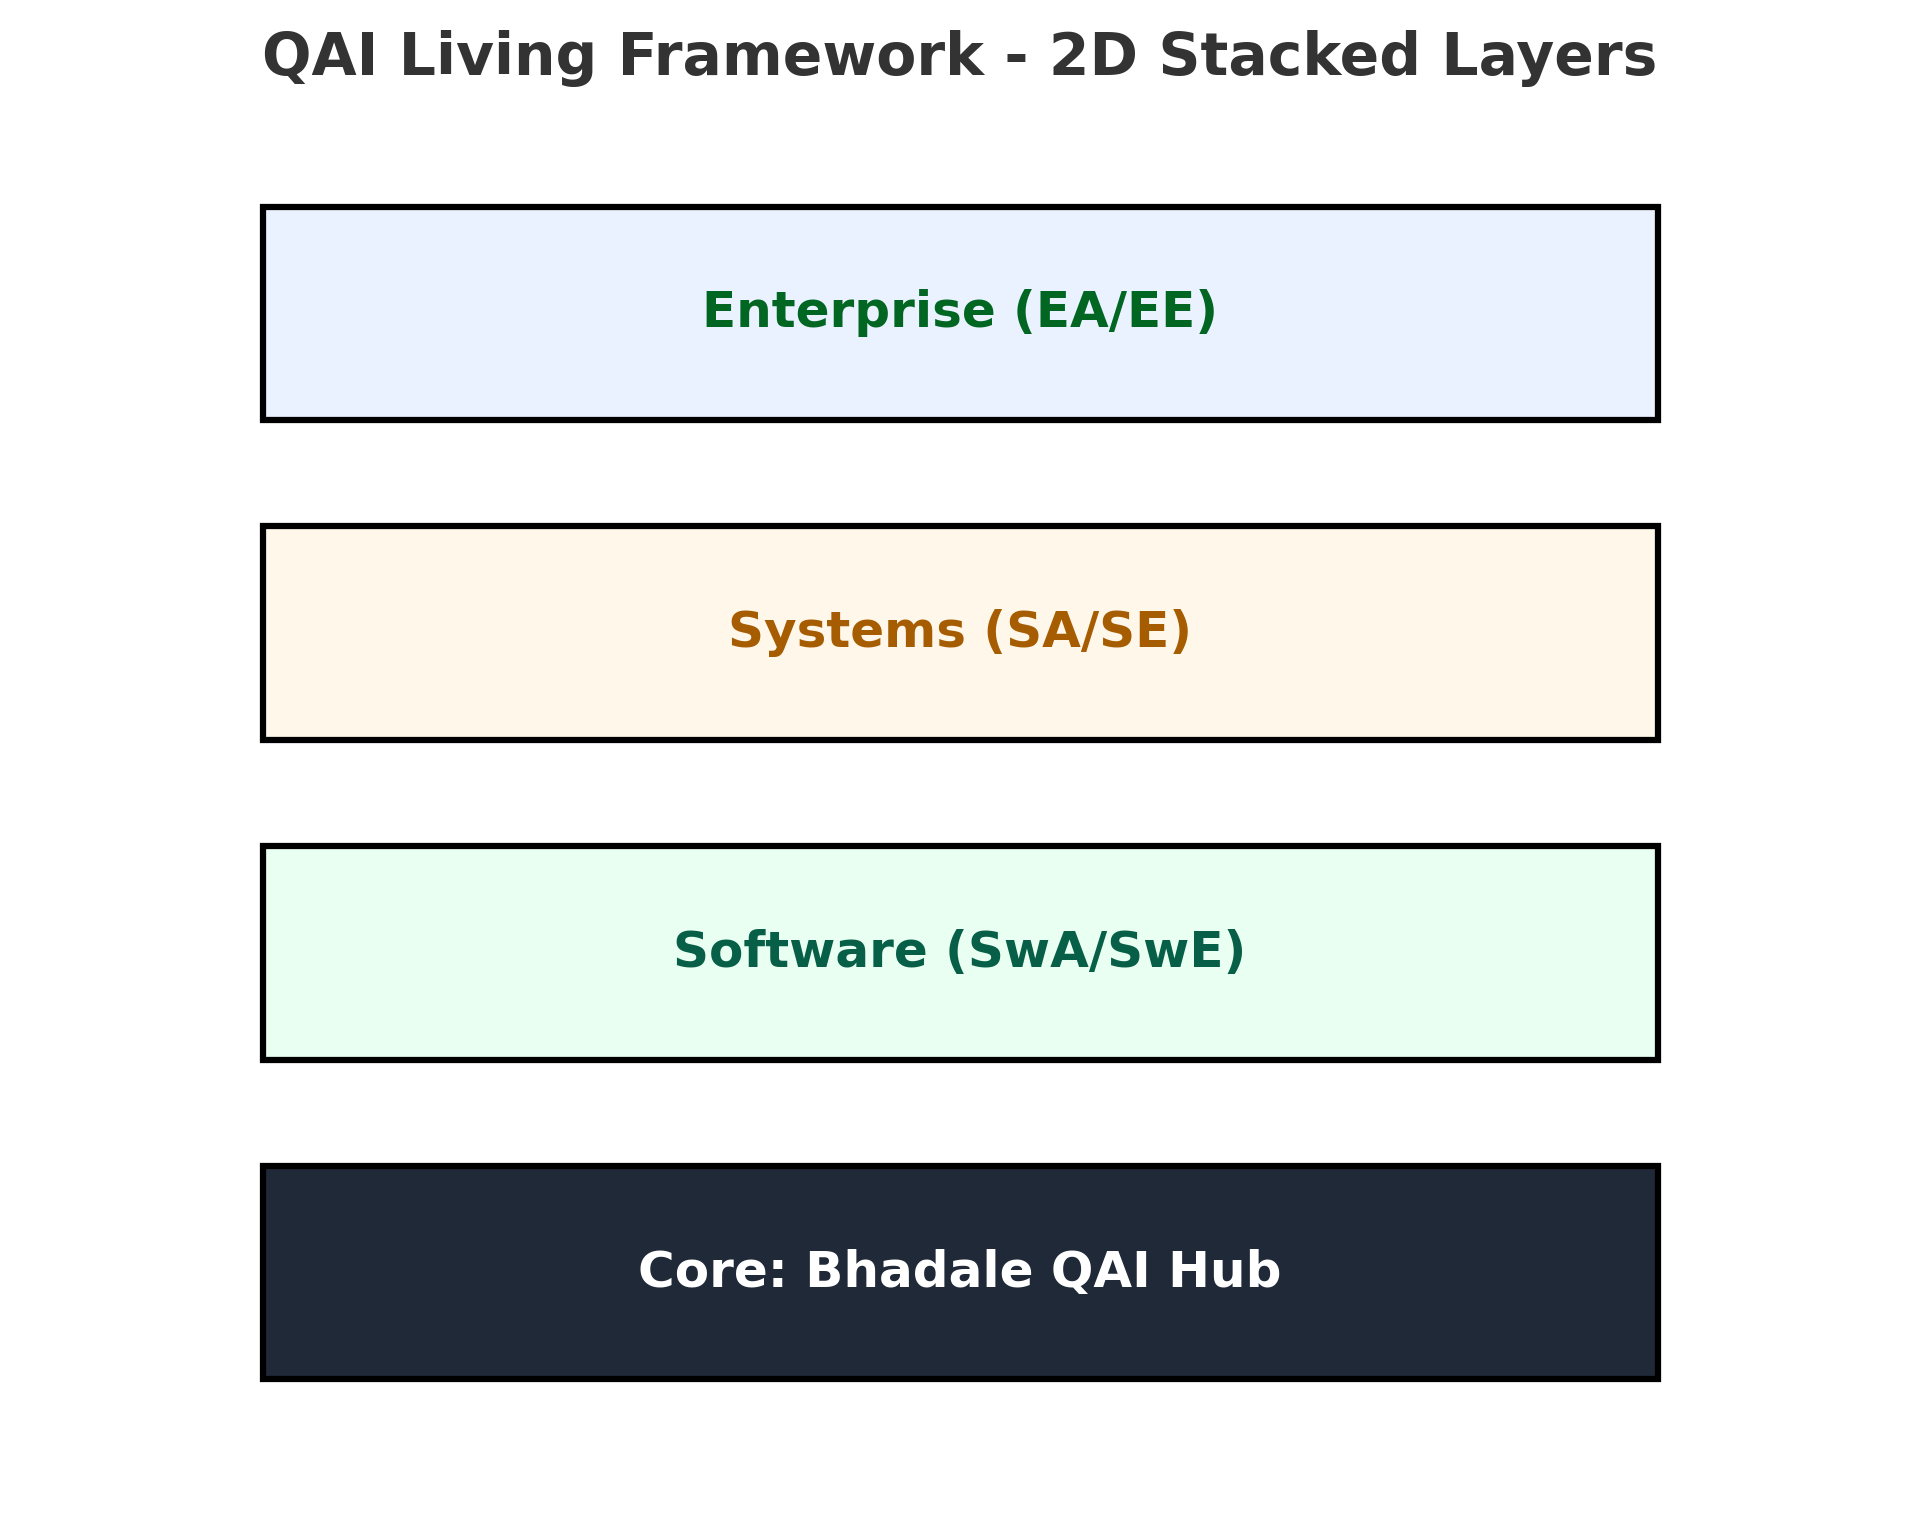 QAI Living Framework - 2D Stacked Layers
Enterprise (EA/EE)
Systems (SA/SE)
Software (SwA/SwE)
Core: Bhadale QAI Hub